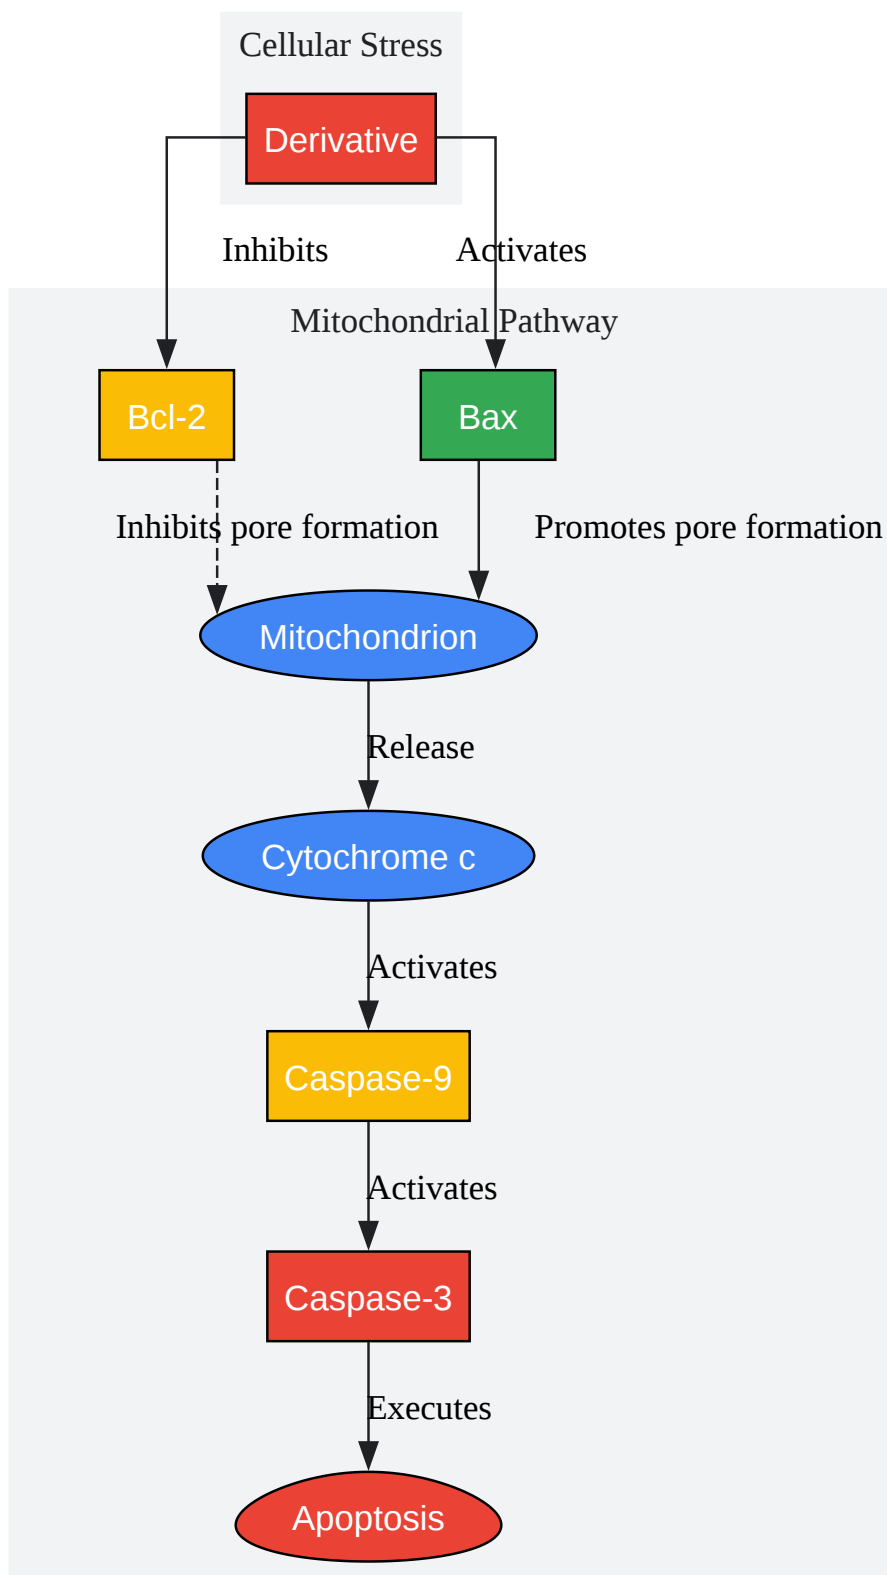 Cellular Stress
Derivative
Inhibits
Activates
Mitochondrial Pathway
Bcl-2
Bax
Inhibits pore formation
Promotes pore formation
Mitochondrion
Release
Cytochrome c
Activates
Caspase-9
Activates
Caspase-3
Executes
Apoptosis